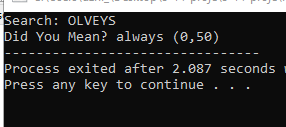 Search: OLVEYS
Did You Mean? always (0,50)
--------------------------------
Process exited after 2.087 seconds
Press any key to continue . . .